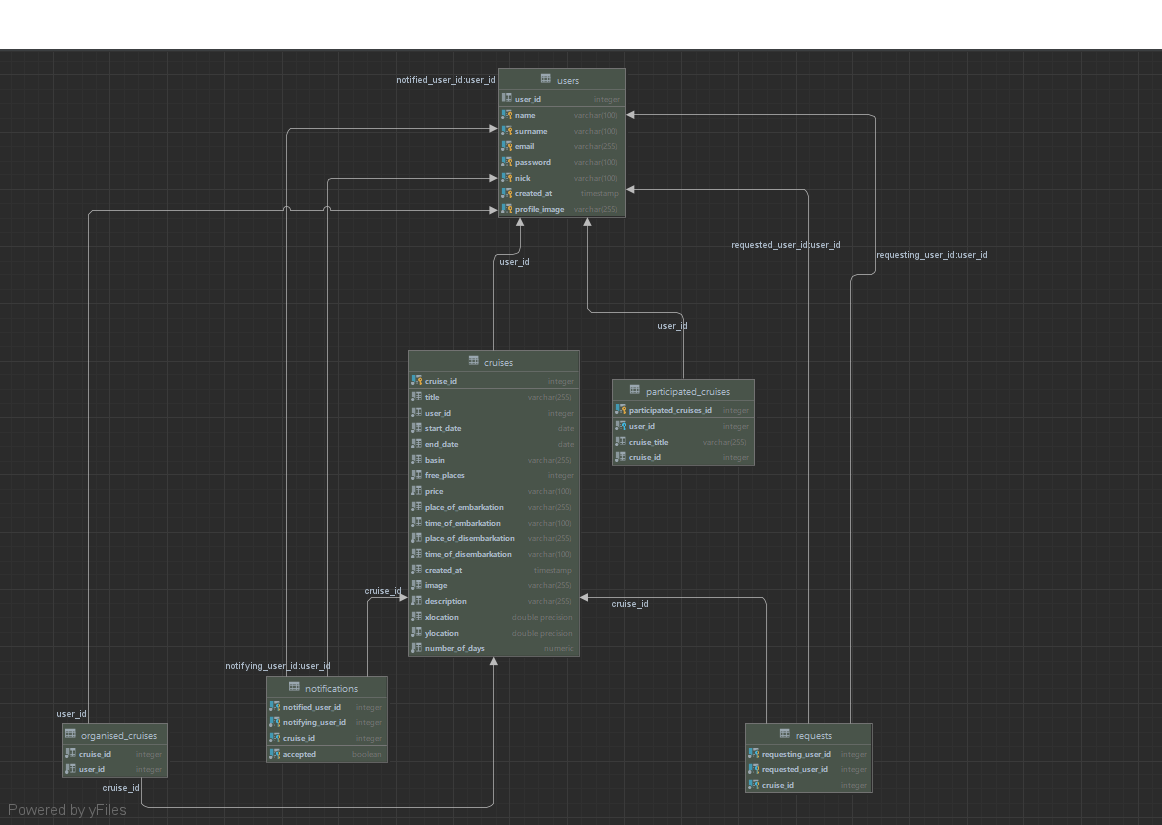 notified_user_id:user_id
users
user_id integer
name varchar(100)
surname varchar(100)
email varchar(255)
password varchar(100)
nick varchar(100)
created_at timestamp
profile_image varchar(255)
requested_user_id:user_id
requesting_user_id:user_id
user_id
user_id
cruises
cruise_id integer
title varchar(255)
user_id integer
start_date date
end_date date
basin varchar(255)
free_places integer
price varchar(100)
place_of_embarkation varchar(255)
time_of_embarkation varchar(100)
place_of_disembarkation varchar(255)
time_of_disembarkation varchar(100)
created_at timestamp
image varchar(255)
description varchar(255)
xlocation double precision
ylocation double precision
number_of_days numeric
participated_cruises
participated_cruises_id integer
user_id integer
cruise_title varchar(255)
cruise_id integer
cruise_id
cruise_id
notifying_user_id:user_id
notifications
notified_user_id integer
notifying_user_id integer
cruise_id integer
accepted boolean
user_id
organised_cruises
cruise_id integer
user_id integer
cruise_id
requests
requesting_user_id integer
requested_user_id integer
cruise_id integer
Powered by yFiles